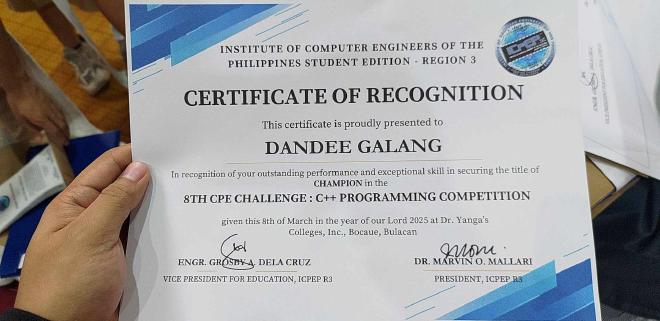 INSTITUTE OF COMPUTER ENGINEERS OF THE
PHILIPPINES STUDENT EDITION - REGION 3
CERTIFICATE OF RECOGNITION
This certificate is proudly presented to
DANDEE GALANG
In recognition of your outstanding performance and exceptional skill in securing the title of
CHAMPION in the
8TH CPE CHALLENGE : C++ PROGRAMMING COMPETITION
given this 8th of March in the year of our Lord 2025 at Dr. Yanga's
Colleges, Inc., Bocaue, Bulacan
ENGR. GROSBY A. DELA CRUZ
VICE PRESIDENT FOR EDUCATION, ICPEP R3
DR. MARVIN O. MALLARI
PRESIDENT, ICPEP R3